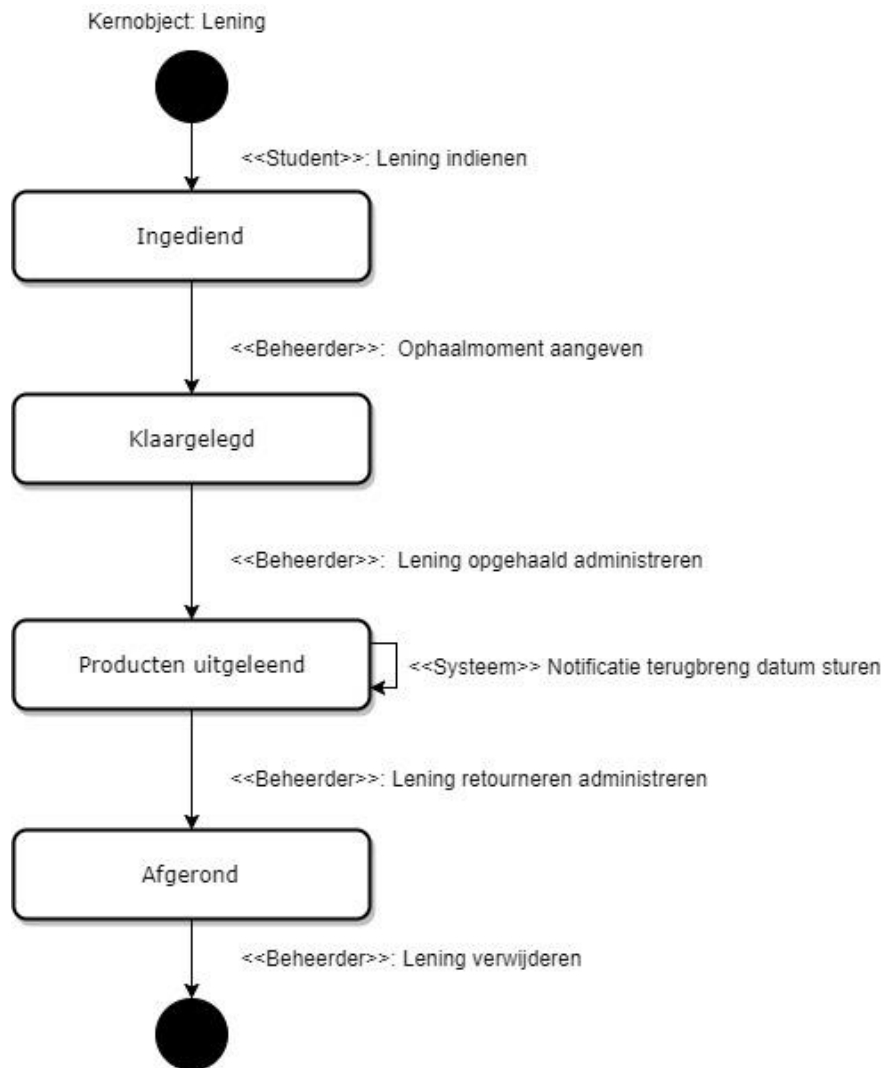 Kernobject: Lening
<<Student>>: Lening indienen
Ingediend
<<Beheerder>>:  Ophaalmoment aangeven
Klaargelegd
<<Beheerder>>:  Lening opgehaald administreren
Producten uitgeleend
<<Systeem>> Notificatie terugbreng datum sturen
<<Beheerder>>: Lening retourneren administreren
Afgerond
<<Beheerder>>: Lening verwijderen